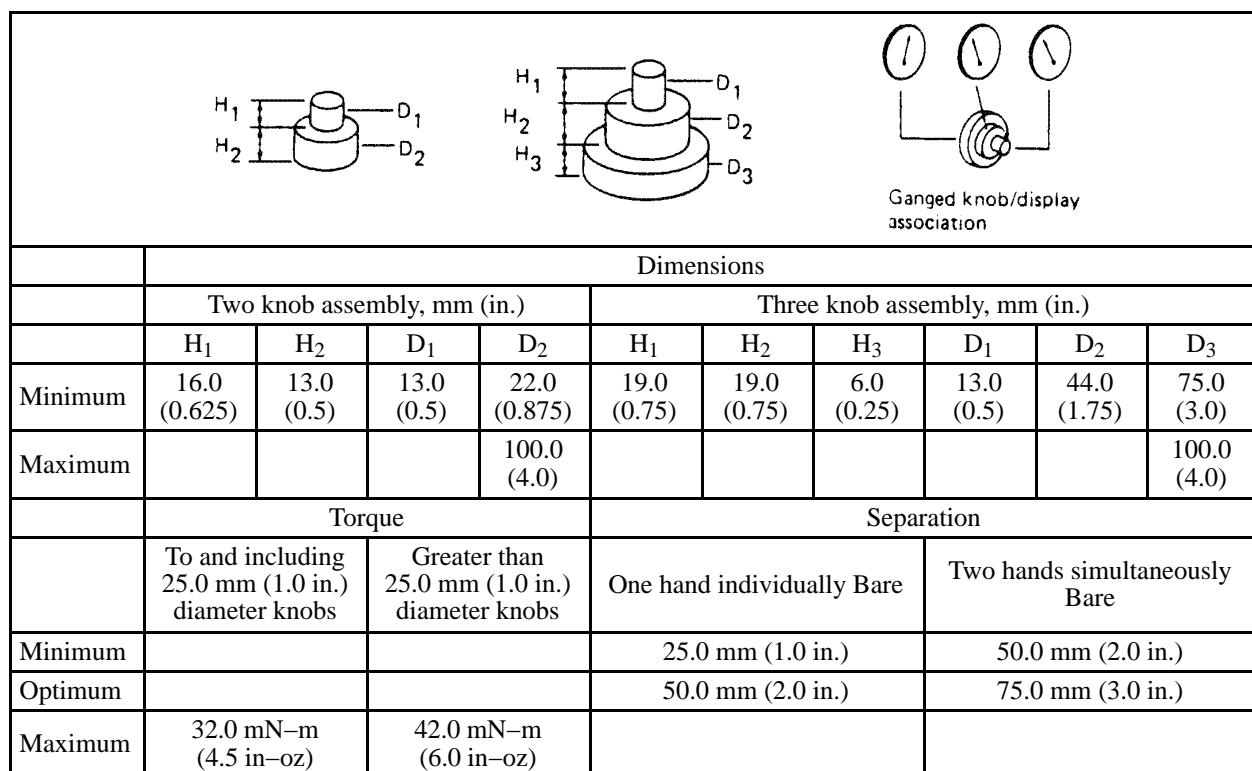 H1
H2
D1
D2
H1
H2
H3
D1
D2
D3
Ganged knob/display
association
Dimensions
Two knob assembly, mm (in.) Three knob assembly, mm (in.)
H1 H2 D1 D2 H1 H2 H3 D1 D2 D3
Minimum 16.0 13.0 13.0 22.0 19.0 19.0 6.0 13.0 44.0 75.0
(0.625) (0.5) (0.5) (0.875) (0.75) (0.75) (0.25) (0.5) (1.75) (3.0)
Maximum 100.0 100.0
(4.0) (4.0)
Torque Separation
To and including Greater than
25.0 mm (1.0 in.) 25.0 mm (1.0 in.) One hand individually Bare Two hands simultaneously
diameter knobs diameter knobs Bare
Minimum 25.0 mm (1.0 in.) 50.0 mm (2.0 in.)
Optimum 50.0 mm (2.0 in.) 75.0 mm (3.0 in.)
Maximum 32.0 mN−m 42.0 mN−m
(4.5 in−oz) (6.0 in−oz)